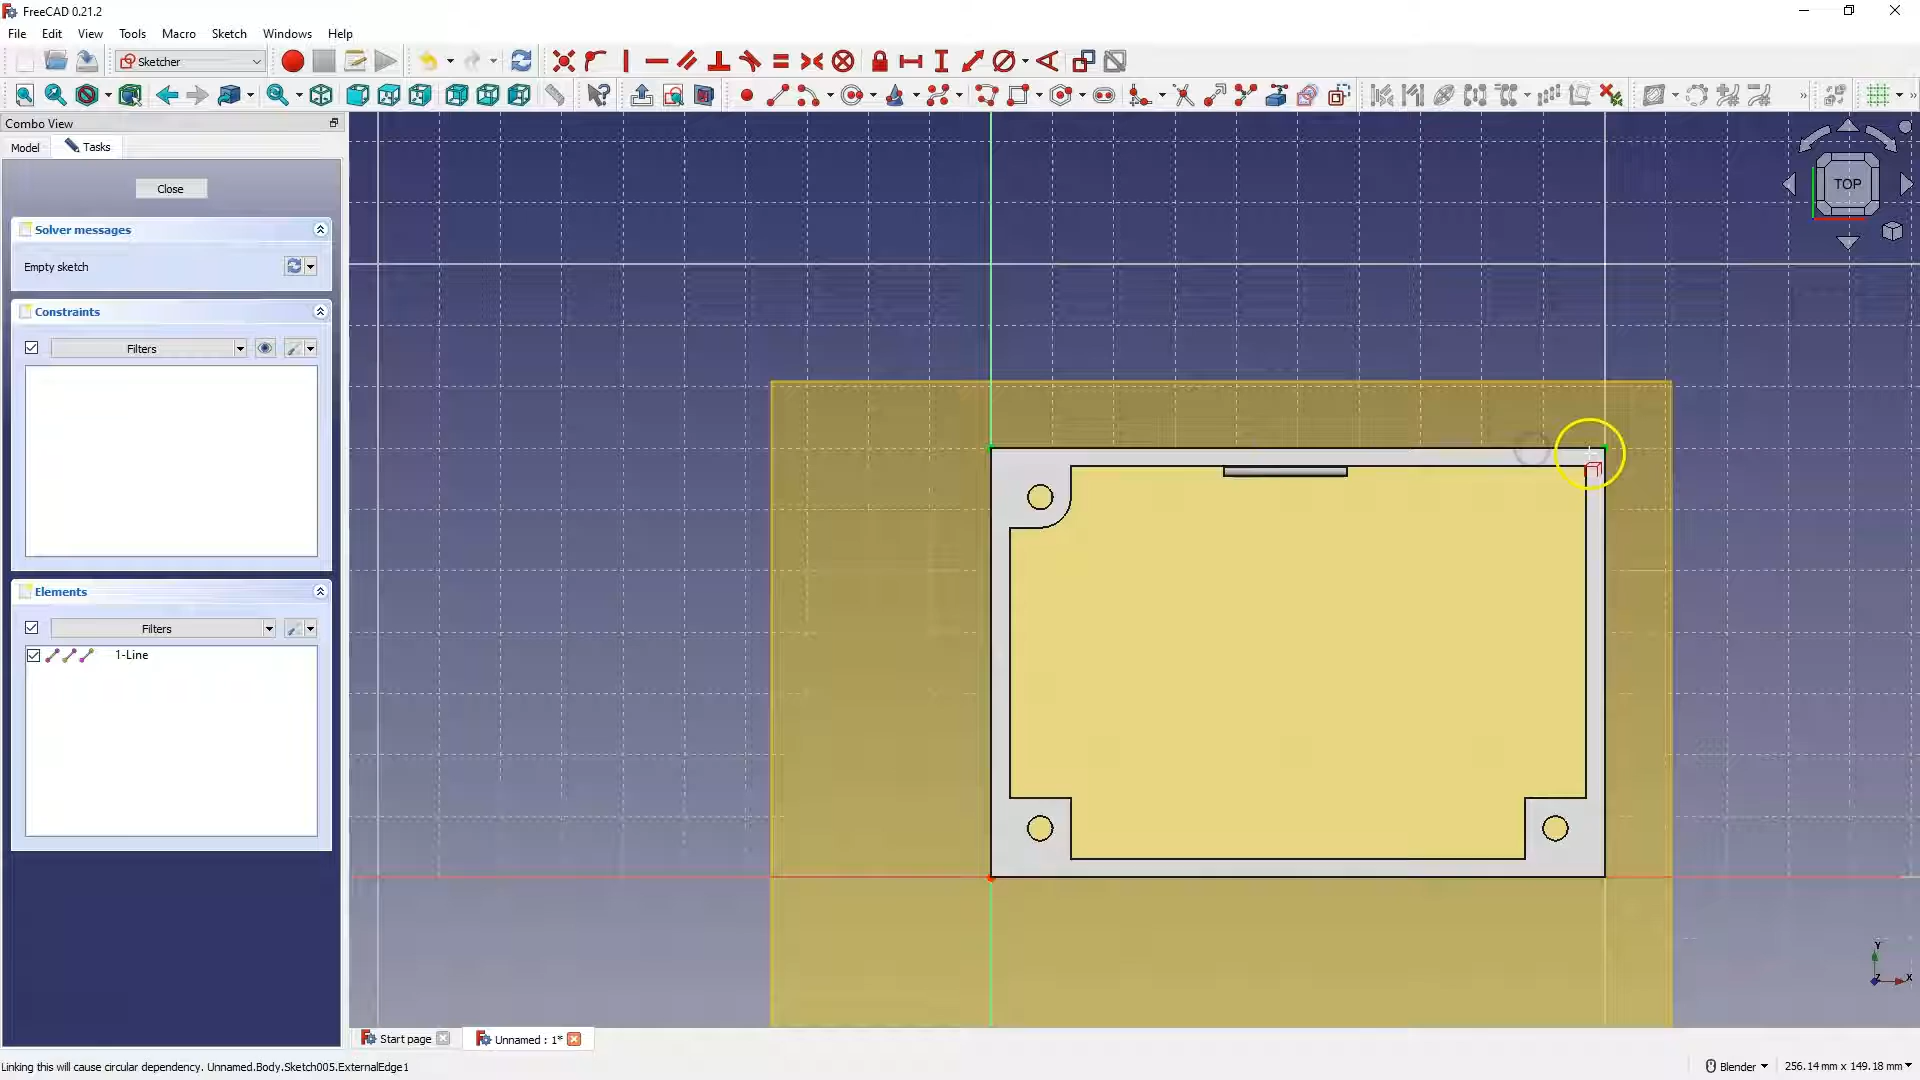 FreeCAD 0.21.2
File Edit View Tools Macro Sketch Windows Help
Sketcher
Combo View
Model Tasks
Close
Solver messages
Empty sketch
Constraints
Filters
Elements
Filters
1-Line
TOP
Y
Z
X
Start page
Unnamed : 1*
Linking this will cause circular dependency. Unnamed.Body.Sketch005.ExternalEdge1
Blender
256.14 mm x 149.18 mm